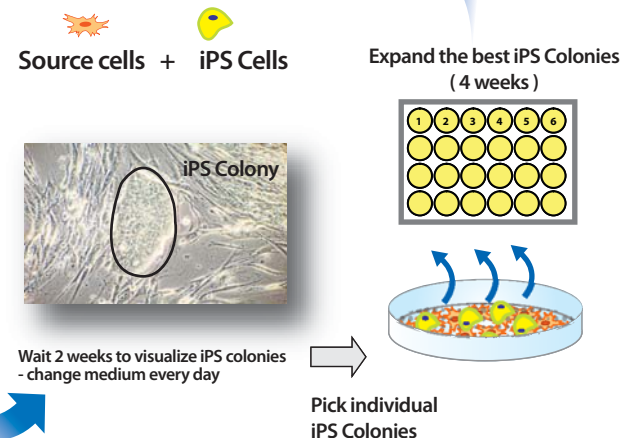 Source cells + iPS Cells
iPS Colony
Wait 2 weeks to visualize iPS colonies
- change medium every day
Pick individual
iPS Colonies
Expand the best iPS Colonies
( 4 weeks )
1 2 3 4 5 6